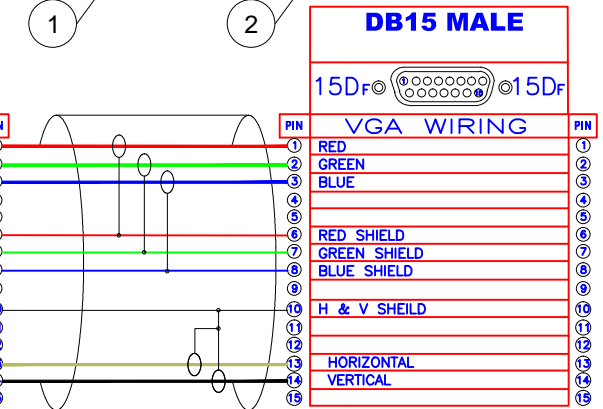 1 2
DB15 MALE
15DF 1 15 15DF
N PIN VGA WIRING PIN
1 RED 1
2 GREEN 2
3 BLUE 3
4 4
5 5
6 RED SHIELD 6
7 GREEN SHIELD 7
8 BLUE SHIELD 8
9 9
10 H & V SHEILD 10
11 11
12 12
13 HORIZONTAL 13
14 VERTICAL 14
15 15